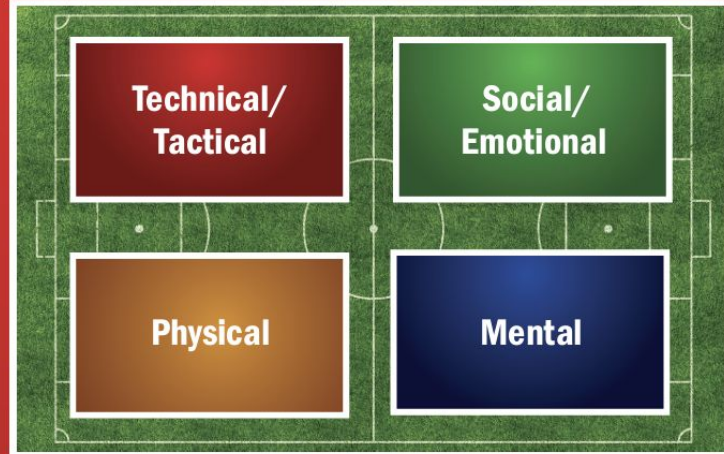 Technical/
Tactical
Social/
Emotional
Physical
Mental